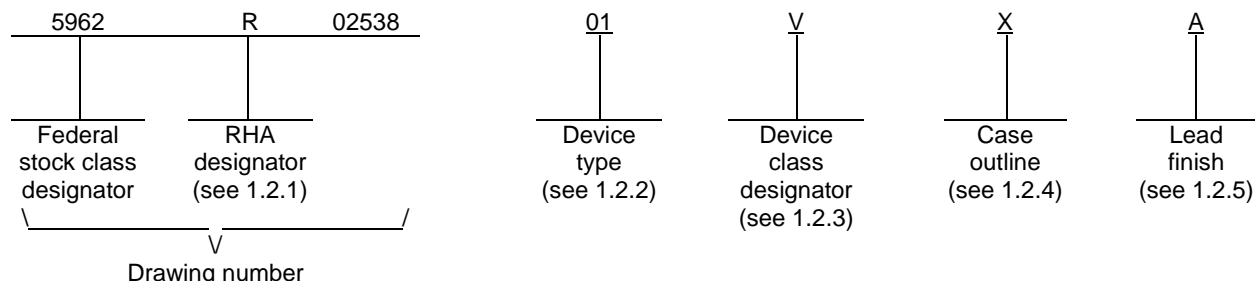 5962 R 02538 01 V X A
Federal stock class designator
RHA designator (see 1.2.1)
Device type (see 1.2.2)
Device class designator (see 1.2.3)
Case outline (see 1.2.4)
Lead finish (see 1.2.5)
Drawing number